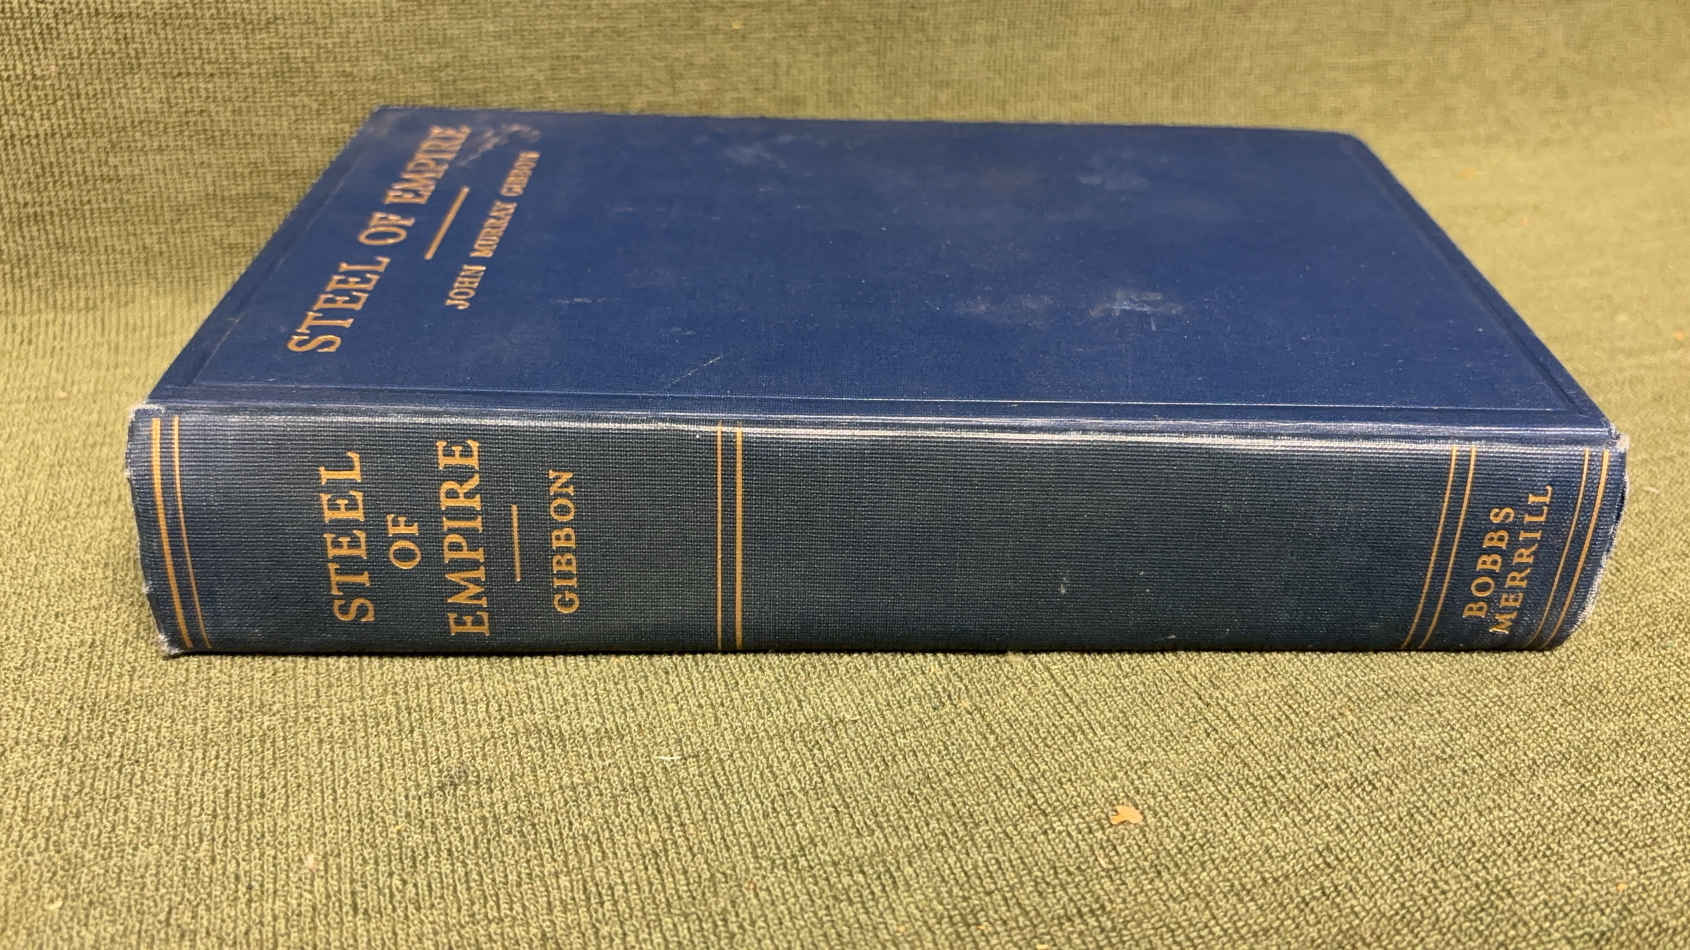 STEEL OF EMPIRE
JOHN MURRAY GIBBON
STEEL
OF
EMPIRE
GIBBON
BOBBS
MERRILL